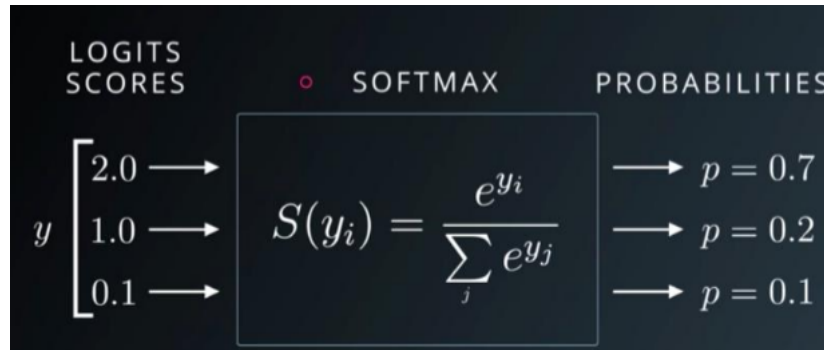 LOGITS
SCORES
SOFTMAX
PROBABILITIES
y
2.0
1.0
0.1
S(y_i) = e^{y_i} / \sum_j e^{y_j}
p = 0.7
p = 0.2
p = 0.1